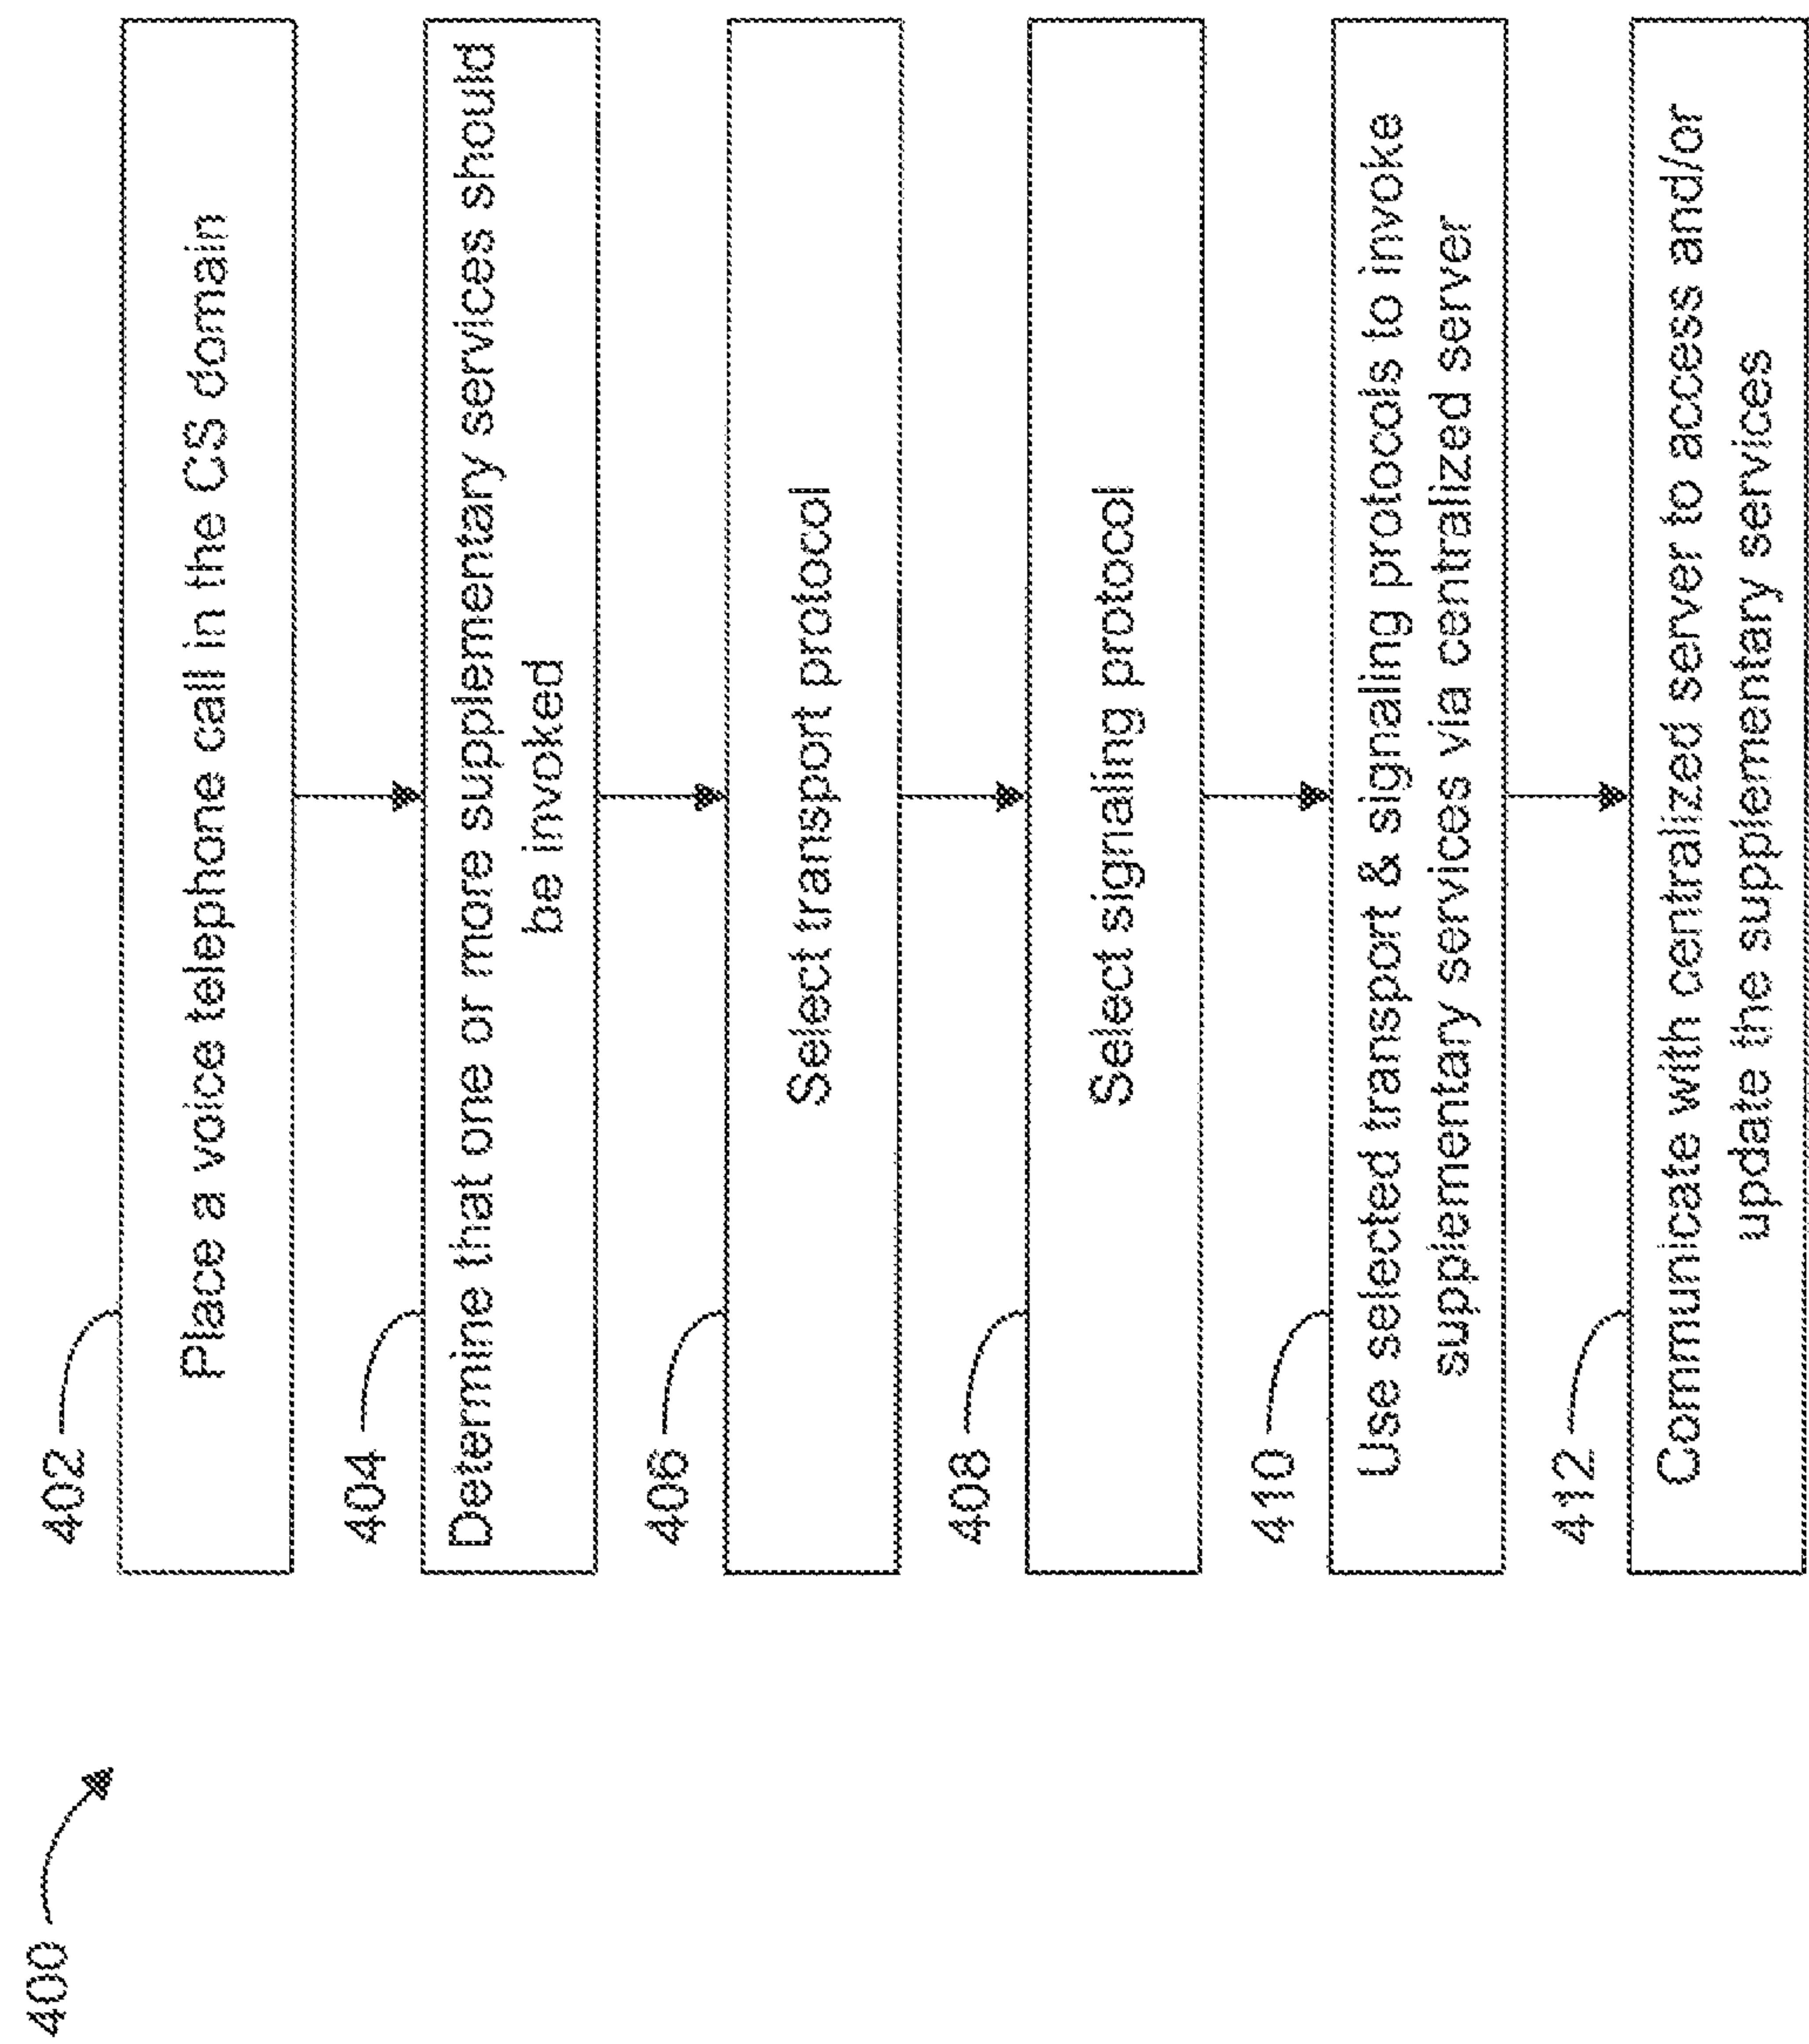 400
402
Place a voice telephone call in the CS domain
404
Determine that one or more supplementary services should
be invoked
406
Select transport protocol
408
Select signaling protocol
410
Use selected transport & signaling protocols to invoke
supplementary services via centralized server
412
Communicate with centralized server to access and/or
update the supplementary services